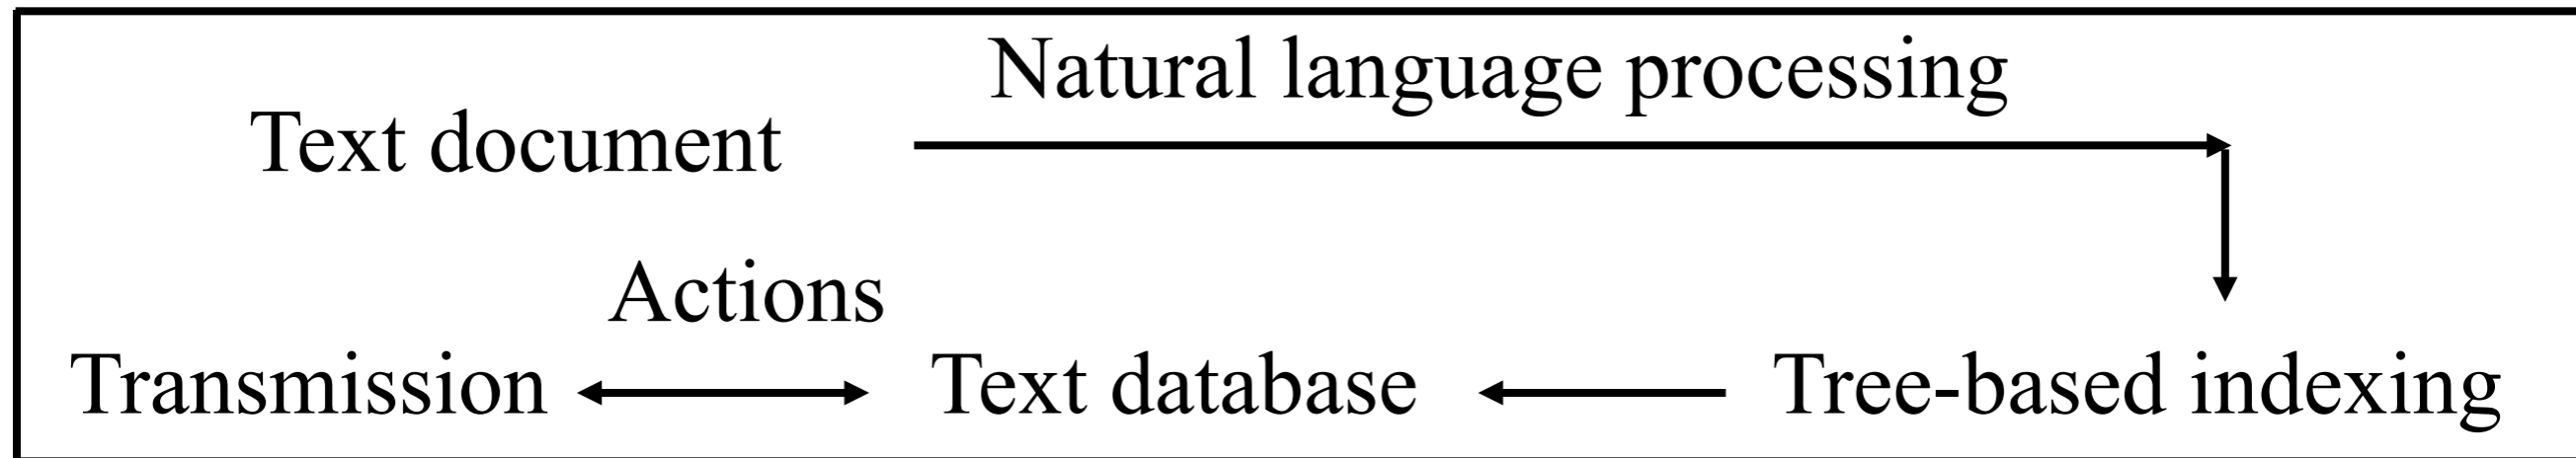 Natural language processing
Text document
Actions
Transmission Text database Tree-based indexing